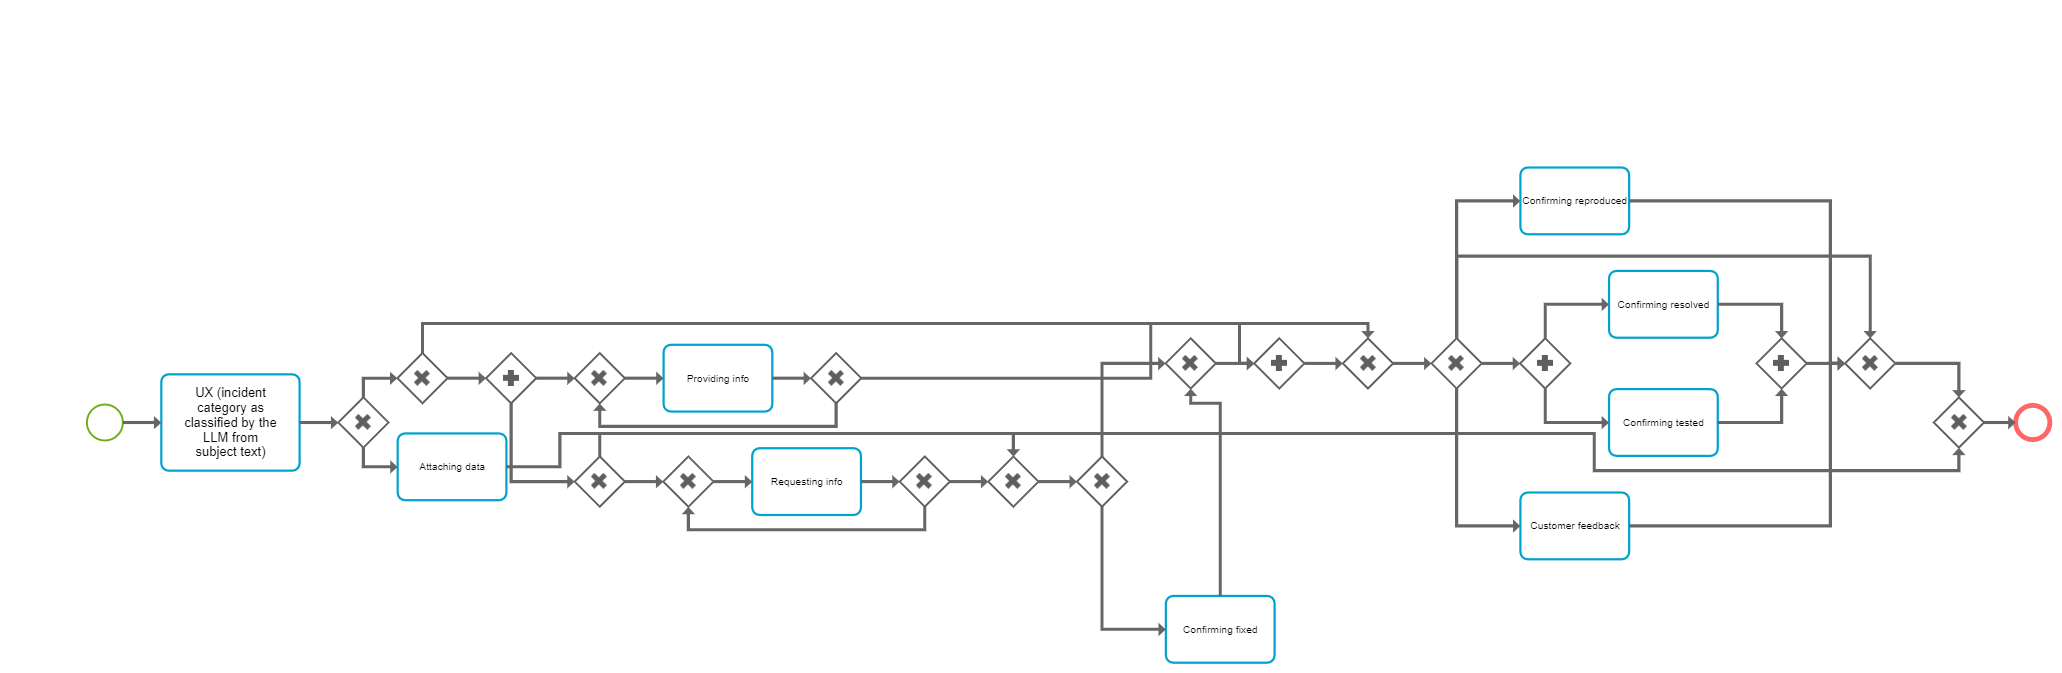 UX (incident
category as
classified by the
LLM from
subject text)
Attaching data
Providing info
Requesting info
Confirming fixed
Confirming reproduced
Confirming resolved
Confirming tested
Customer feedback